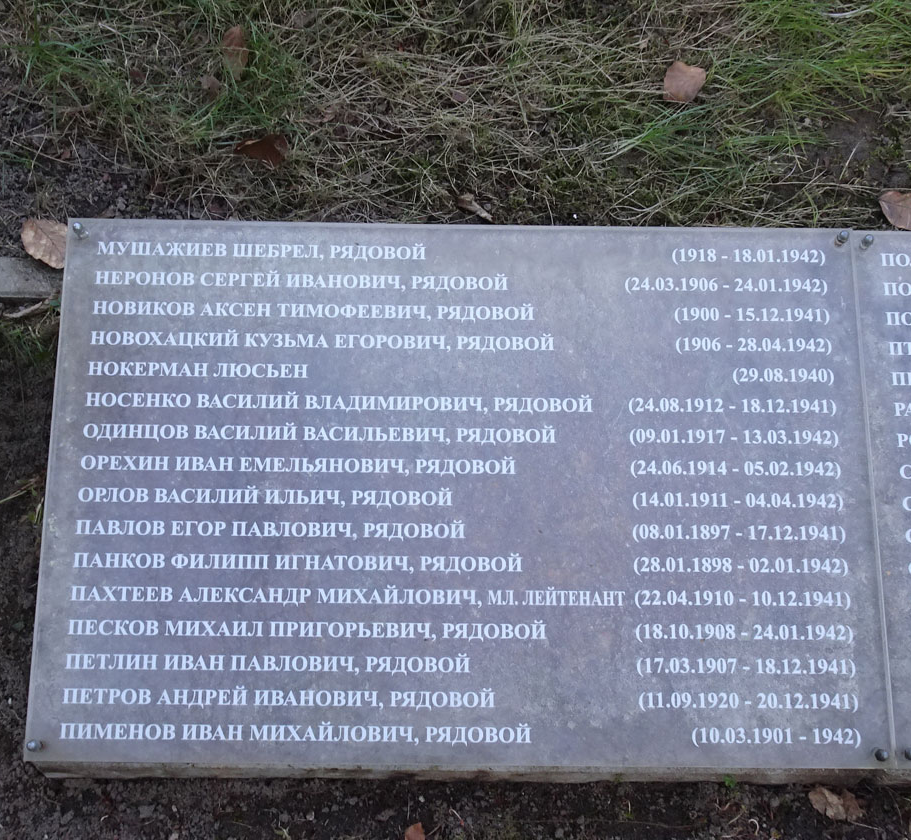 МУШАЖИЕВ ШЕБРЕЛ, РЯДОВОЙ (1918 - 18.01.1942)
НЕРОНОВ СЕРГЕЙ ИВАНОВИЧ, РЯДОВОЙ (24.03.1906 - 24.01.1942)
НОВИКОВ АКСЕН ТИМОФЕЕВИЧ, РЯДОВОЙ (1900 - 15.12.1941)
НОВОХАЦКИЙ КУЗЬМА ЕГОРОВИЧ, РЯДОВОЙ (1906 - 28.04.1942)
НОКЕРМАН ЛЮСЬЕН (29.08.1940)
НОСЕНКО ВАСИЛИЙ ВЛАДИМИРОВИЧ, РЯДОВОЙ (24.08.1912 - 18.12.1941)
ОДИНЦОВ ВАСИЛИЙ ВАСИЛЬЕВИЧ, РЯДОВОЙ (09.01.1917 - 13.03.1942)
ОРЕХИН ИВАН ЕМЕЛЬЯНОВИЧ, РЯДОВОЙ (24.06.1914 - 05.02.1942)
ОРЛОВ ВАСИЛИЙ ИЛЬИЧ, РЯДОВОЙ (14.01.1911 - 04.04.1942)
ПАВЛОВ ЕГОР ПАВЛОВИЧ, РЯДОВОЙ (08.01.1897 - 17.12.1941)
ПАНКОВ ФИЛИПП ИГНАТОВИЧ, РЯДОВОЙ (28.01.1898 - 02.01.1942)
ПАХТЕЕВ АЛЕКСАНДР МИХАЙЛОВИЧ, МЛ. ЛЕЙТЕНАНТ (22.04.1910 - 10.12.1941)
ПЕСКОВ МИХАИЛ ПРИГОРЬЕВИЧ, РЯДОВОЙ (18.10.1908 - 24.01.1942)
ПЕТЛИН ИВАН ПАВЛОВИЧ, РЯДОВОЙ (17.03.1907 - 18.12.1941)
ПЕТРОВ АНДРЕЙ ИВАНОВИЧ, РЯДОВОЙ (11.09.1920 - 20.12.1941)
ПИМЕНОВ ИВАН МИХАЙЛОВИЧ, РЯДОВОЙ (10.03.1901 - 1942)